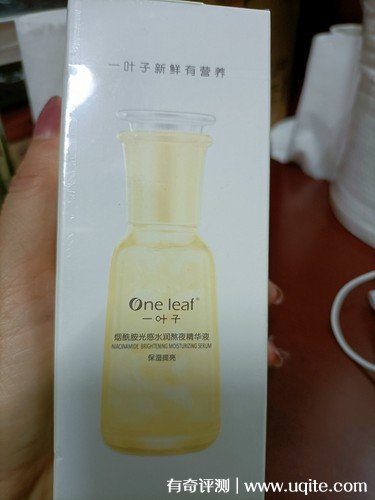 一叶子新鲜有营养
One leaf®
一叶子
烟酰胺光感水润熬夜精华液
NIACINAMIDE BRIGHTENING MOISTURIZING SERUM
保湿提亮
有奇评测 | www.uqite.com